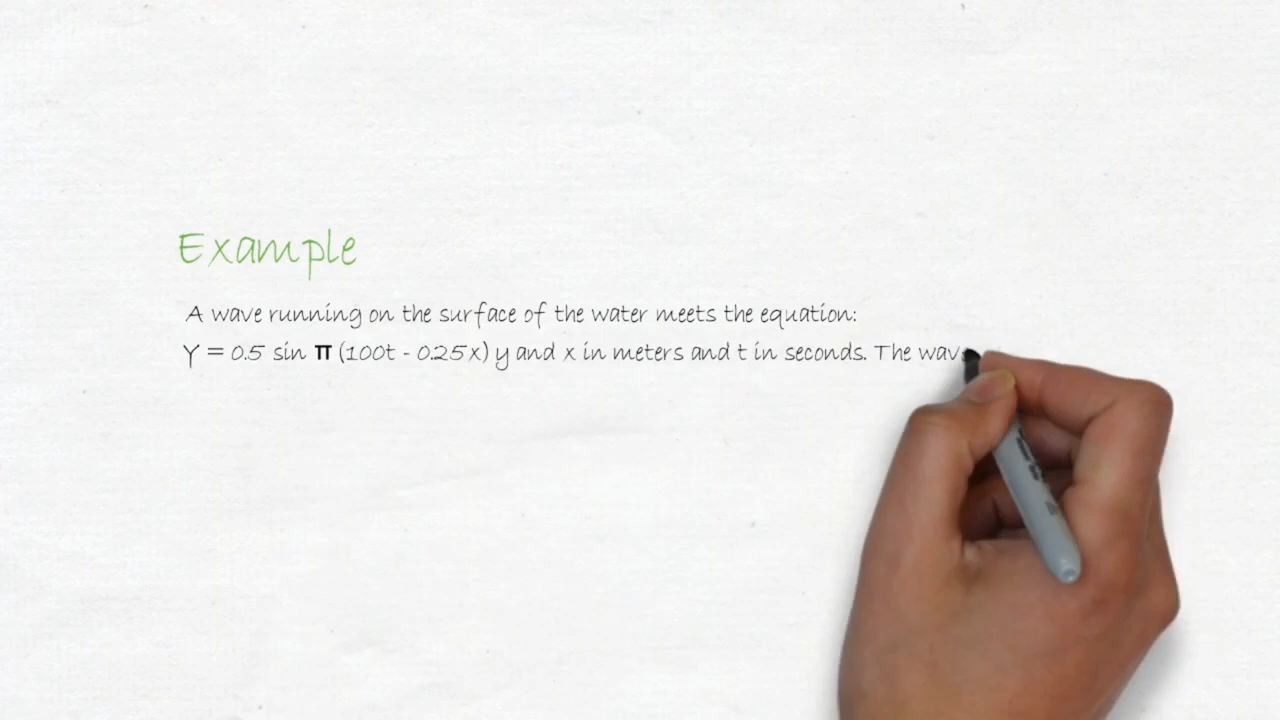 Example
A wave running on the surface of the water meets the equation:
Y = 0.5 sin π (100t - 0.25x) y and x in meters and t in seconds. The wav